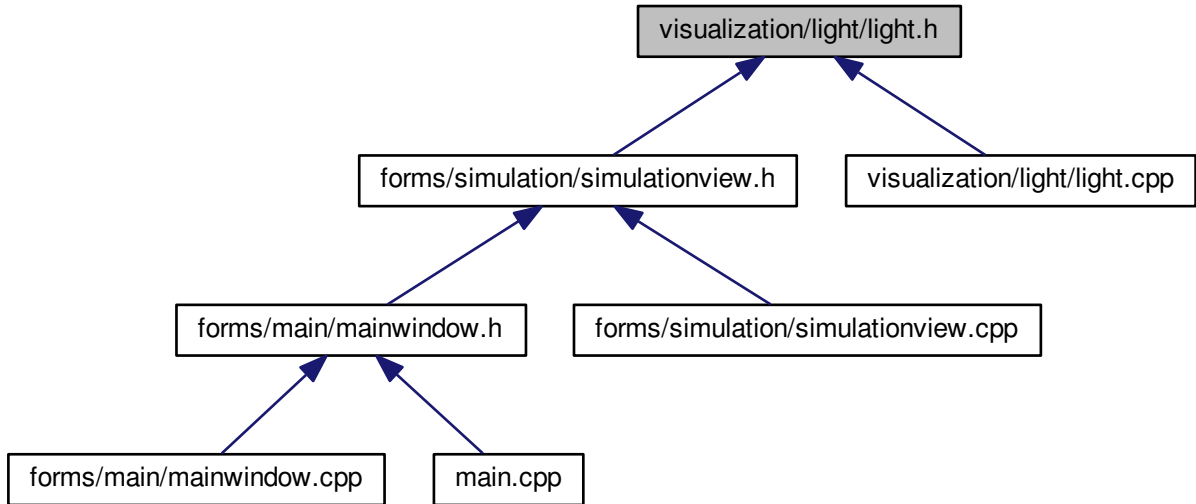 visualization/light/light.h
forms/simulation/simulationview.h
visualization/light/light.cpp
forms/main/mainwindow.h
forms/simulation/simulationview.cpp
forms/main/mainwindow.cpp
main.cpp